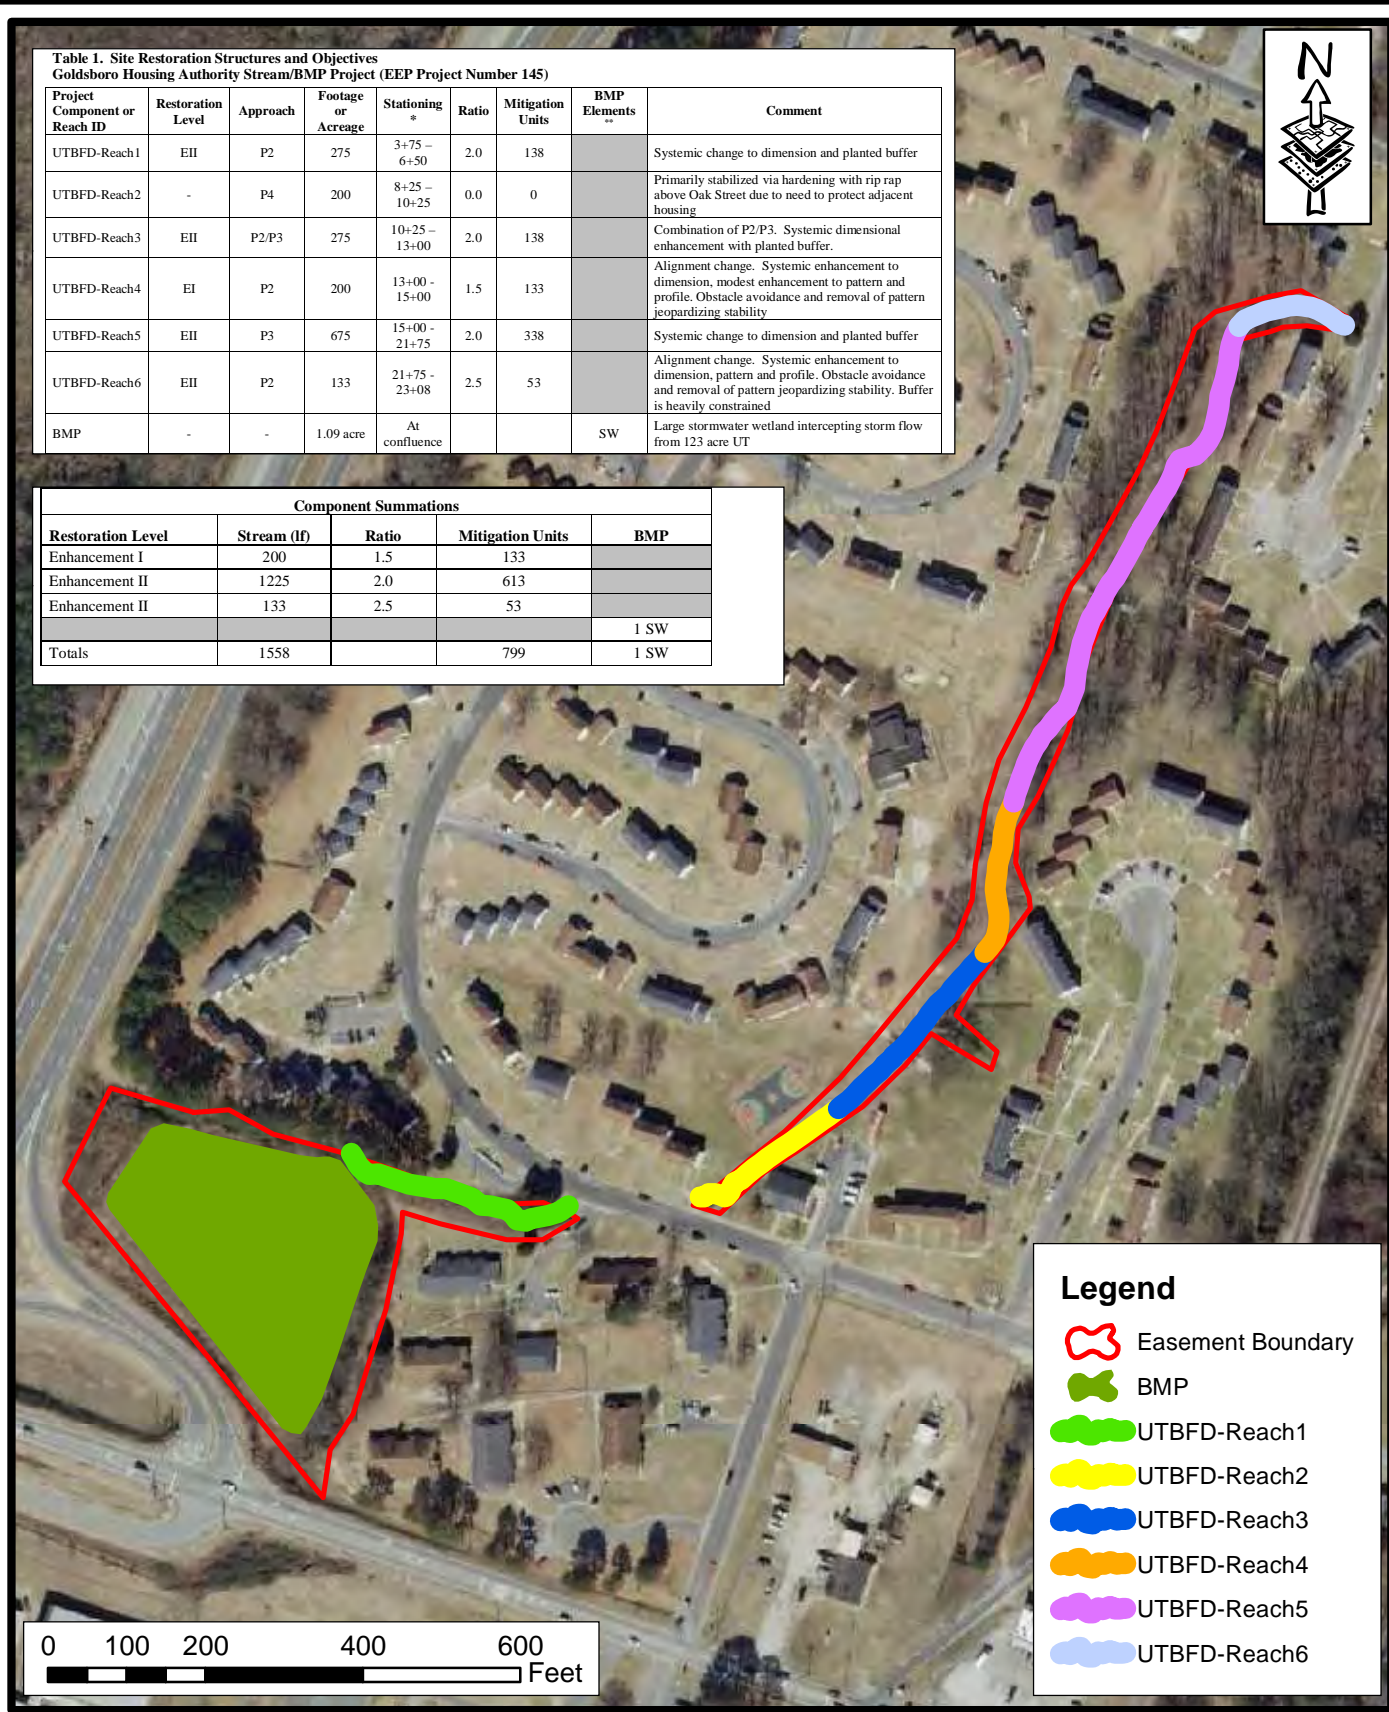 Table 1. Site Restoration Structures and Objectives
Goldsboro Housing Authority Stream/BMP Project (EEP Project Number 145)
Project Component or Reach ID Restoration Level Approach Footage or Acreage Stationing * Ratio Mitigation Units BMP Elements ** Comment
UTBFD-Reach1 EII P2 275 3+75 – 6+50 2.0 138 Systemic change to dimension and planted buffer
UTBFD-Reach2 - P4 200 8+25 – 10+25 0.0 0 Primarily stabilized via hardening with rip rap above Oak Street due to need to protect adjacent housing
UTBFD-Reach3 EII P2/P3 275 10+25 – 13+00 2.0 138 Combination of P2/P3. Systemic dimensional enhancement with planted buffer.
UTBFD-Reach4 EI P2 200 13+00 - 15+00 1.5 133 Alignment change. Systemic enhancement to dimension, modest enhancement to pattern and profile. Obstacle avoidance and removal of pattern jeopardizing stability
UTBFD-Reach5 EII P3 675 15+00 - 21+75 2.0 338 Systemic change to dimension and planted buffer
UTBFD-Reach6 EII P2 133 21+75 - 23+08 2.5 53 Alignment change. Systemic enhancement to dimension, pattern and profile. Obstacle avoidance and removal of pattern jeopardizing stability. Buffer is heavily constrained
BMP - - 1.09 acre At confluence SW Large stormwater wetland intercepting storm flow from 123 acre UT
Component Summations
Restoration Level Stream (lf) Ratio Mitigation Units BMP
Enhancement I 200 1.5 133
Enhancement II 1225 2.0 613
Enhancement II 133 2.5 53
1 SW
Totals 1558 799 1 SW
N
Legend
Easement Boundary
BMP
UTBFD-Reach1
UTBFD-Reach2
UTBFD-Reach3
UTBFD-Reach4
UTBFD-Reach5
UTBFD-Reach6
0 100 200 400 600
Feet